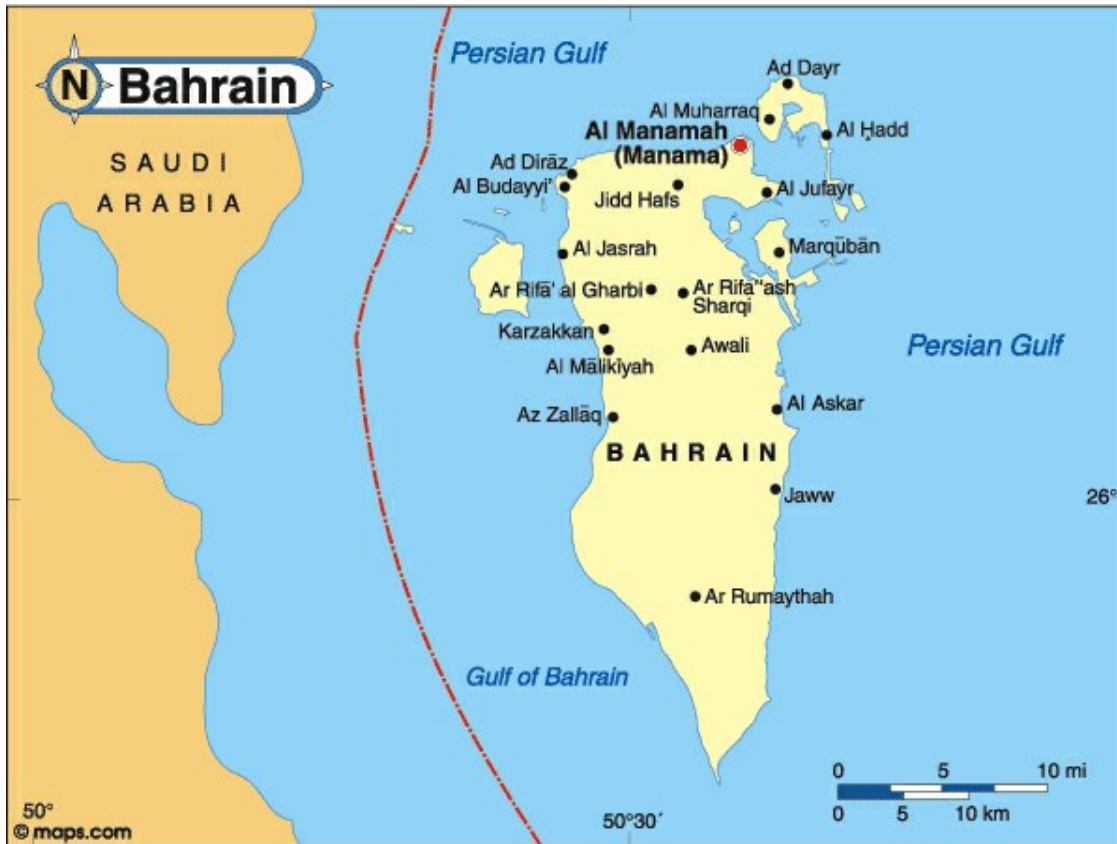 Persian Gulf
N Bahrain
Ad Dayr
Al Muharraq
Al Manamah
(Manama)
Al Ḩadd
SAUDI
ARABIA
Ad Dirāz
Al Budayyi'
Jidd Hafs
Al Jufayr
Al Jasrah
Marqūbān
Ar Rifā' al Gharbi
Ar Rifa"ash
Sharqi
Karzakkan
Al Mālikīyah
Awali
Persian Gulf
Az Zallāq
Al Askar
BAHRAIN
Jaww
26°
Ar Rumaythah
Gulf of Bahrain
0 5 10 mi
0 5 10 km
50°
50°30´
© maps.com